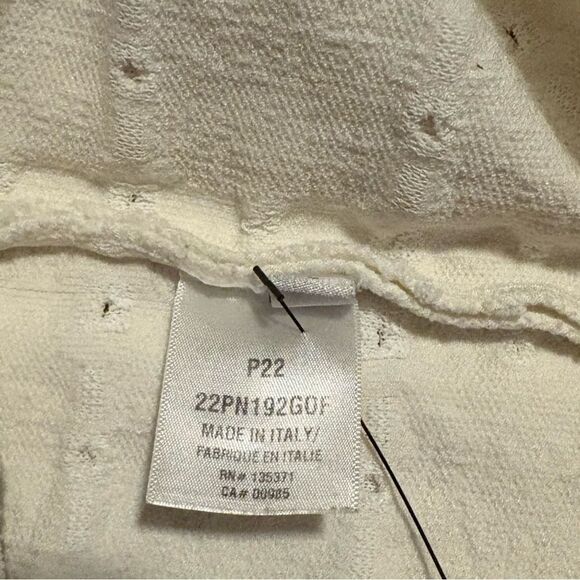 P22
22PN192GOF
MADE IN ITALY/
FABRIQUE EN ITALIE
RN# 135371
CA# 00985